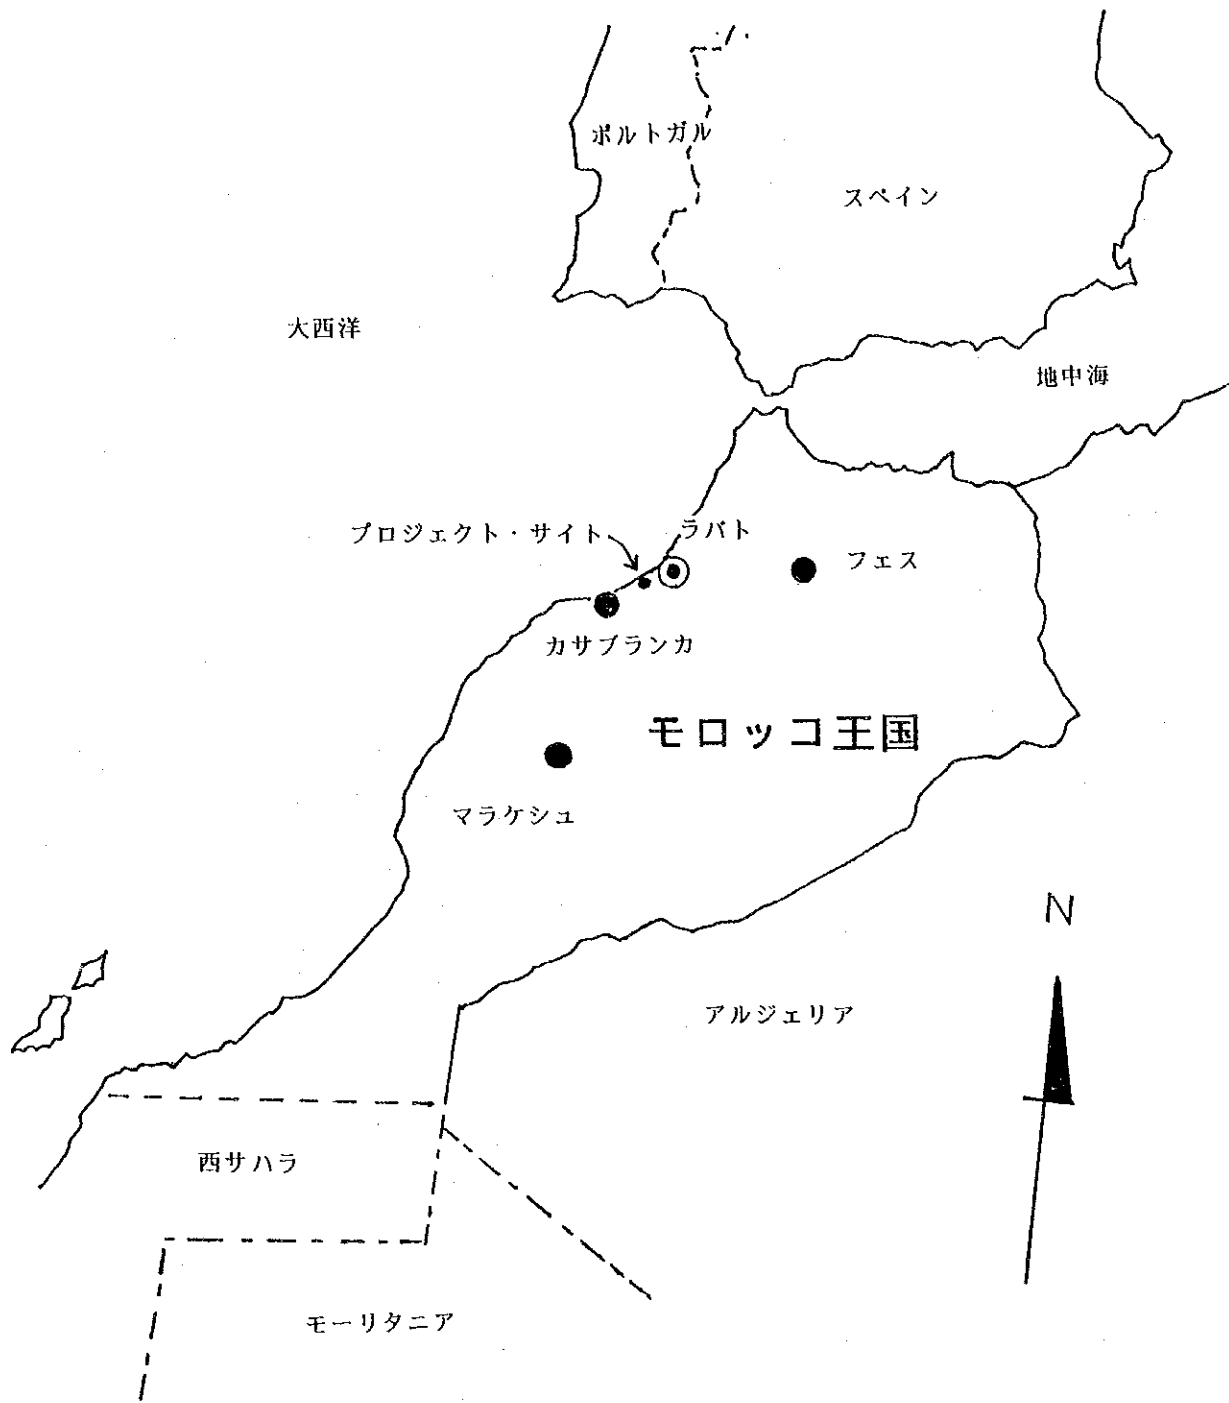 ポルトガル
スペイン
大西洋
地中海
プロジェクト・サイト
ラバト
フェス
カサブランカ
モロッコ王国
マラケシュ
N
アルジェリア
西サハラ
モーリタニア